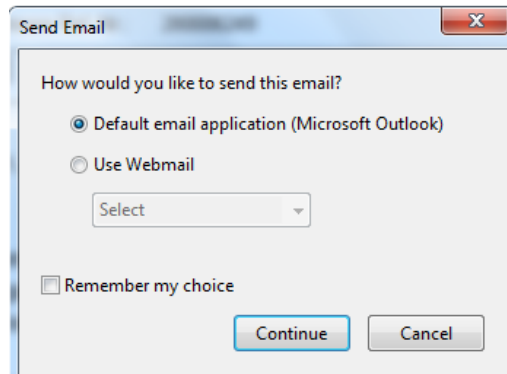 Send Email
How would you like to send this email?
Default email application (Microsoft Outlook)
Use Webmail
Select
Remember my choice
Continue
Cancel